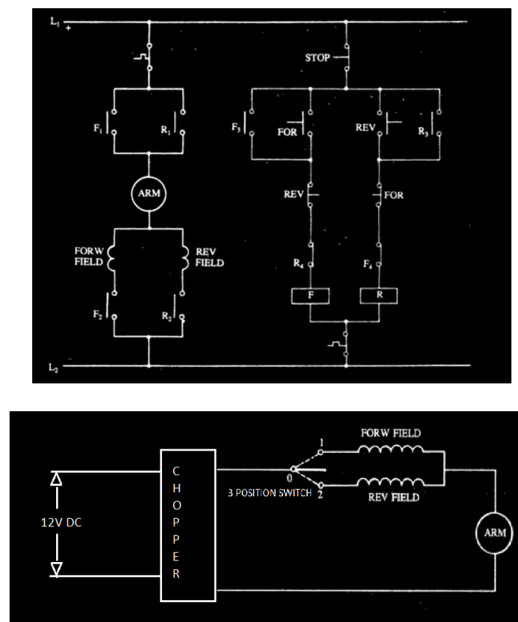 L1
+
STOP
F1
R1
F3
FOR
REV
R3
ARM
REV
FOR
FORW
FIELD
REV
FIELD
R4
F4
F2
R2
F
R
L2
12V DC
CHOPPER
3 POSITION SWITCH
0
1
2
FORW FIELD
REV FIELD
ARM